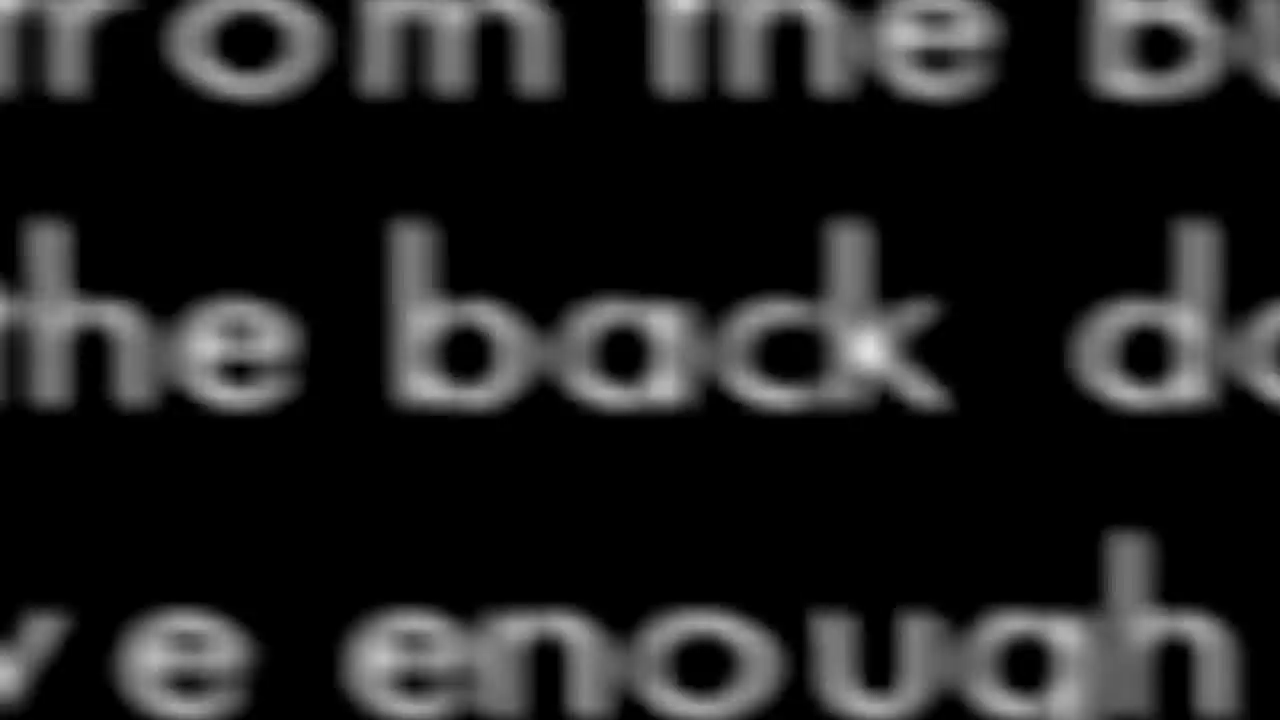 from the
the back
enough